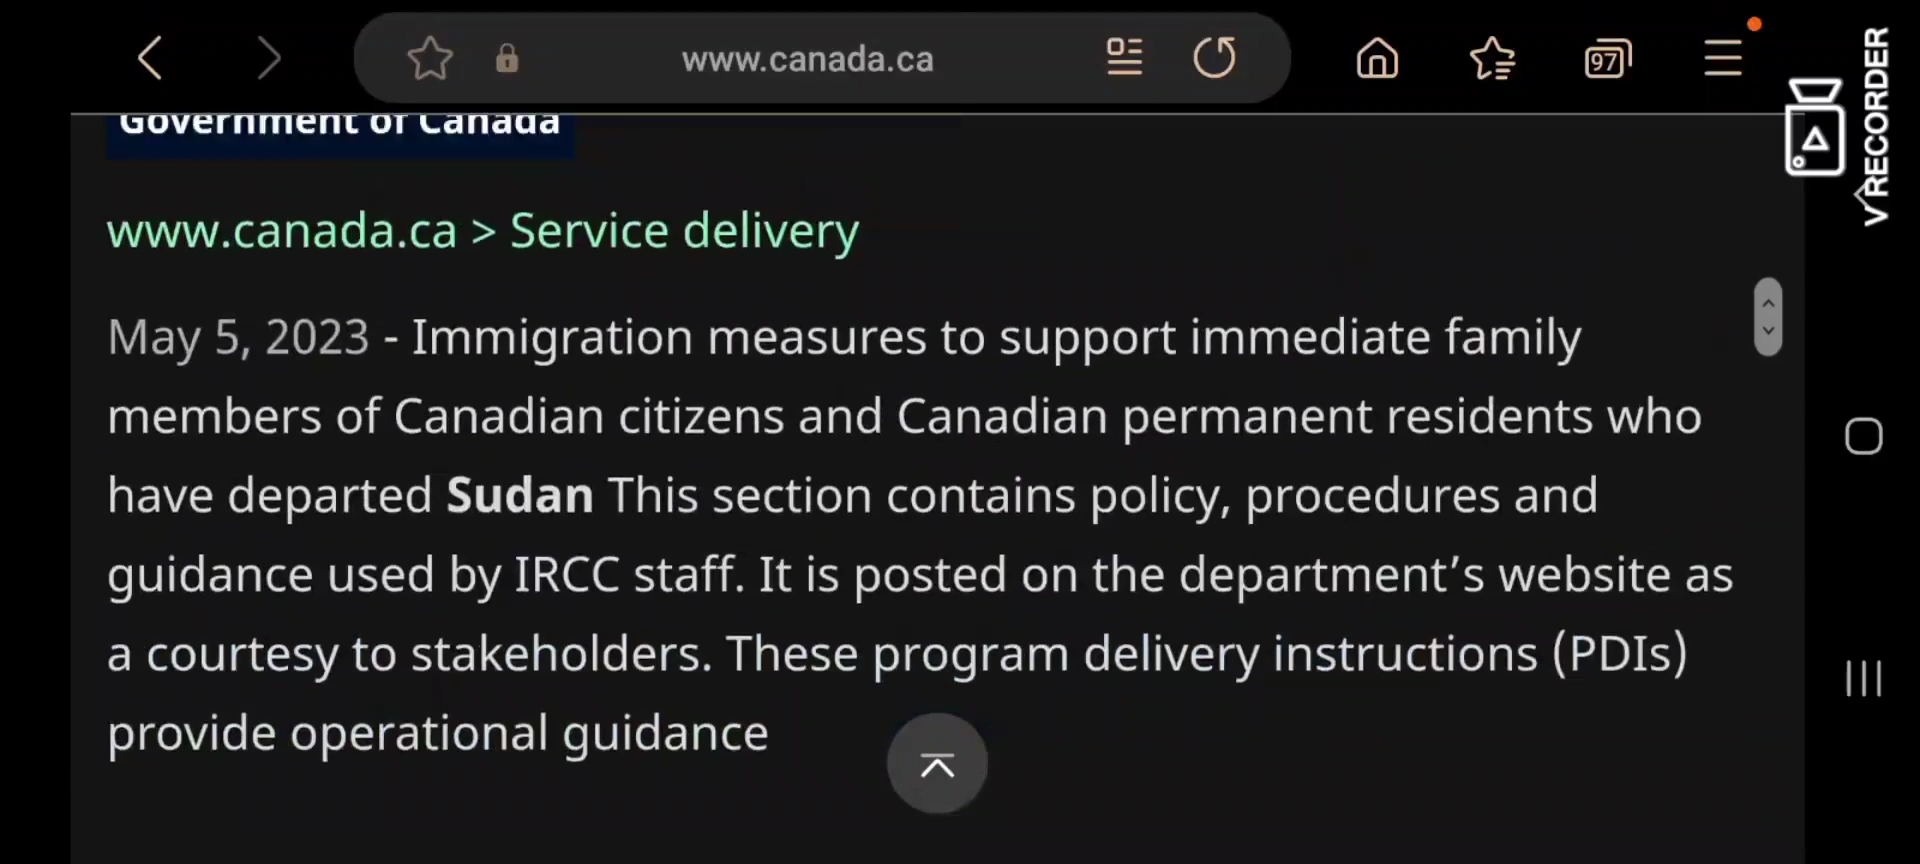 www.canada.ca
97
VRECORDER
Government of Canada
www.canada.ca > Service delivery
May 5, 2023 - Immigration measures to support immediate family
members of Canadian citizens and Canadian permanent residents who
have departed Sudan This section contains policy, procedures and
guidance used by IRCC staff. It is posted on the department’s website as
a courtesy to stakeholders. These program delivery instructions (PDIs)
provide operational guidance